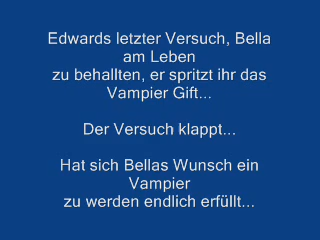 Edwards letzter Versuch, Bella
am Leben
zu behallten, er spritzt ihr das
Vampier Gift...
Der Versuch klappt...
Hat sich Bellas Wunsch ein
Vampier
zu werden endlich erfüllt...